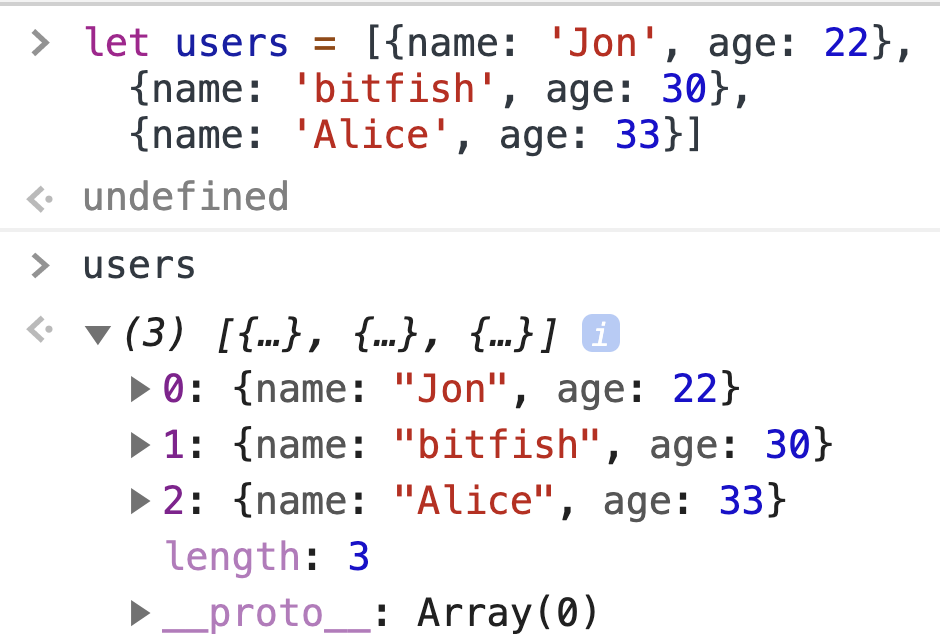 > let users = [{name: 'Jon', age: 22},
{name: 'bitfish', age: 30},
{name: 'Alice', age: 33}]
undefined
> users
▼(3) [{…}, {…}, {…}] i
▶0: {name: "Jon", age: 22}
▶1: {name: "bitfish", age: 30}
▶2: {name: "Alice", age: 33}
length: 3
▶__proto__: Array(0)